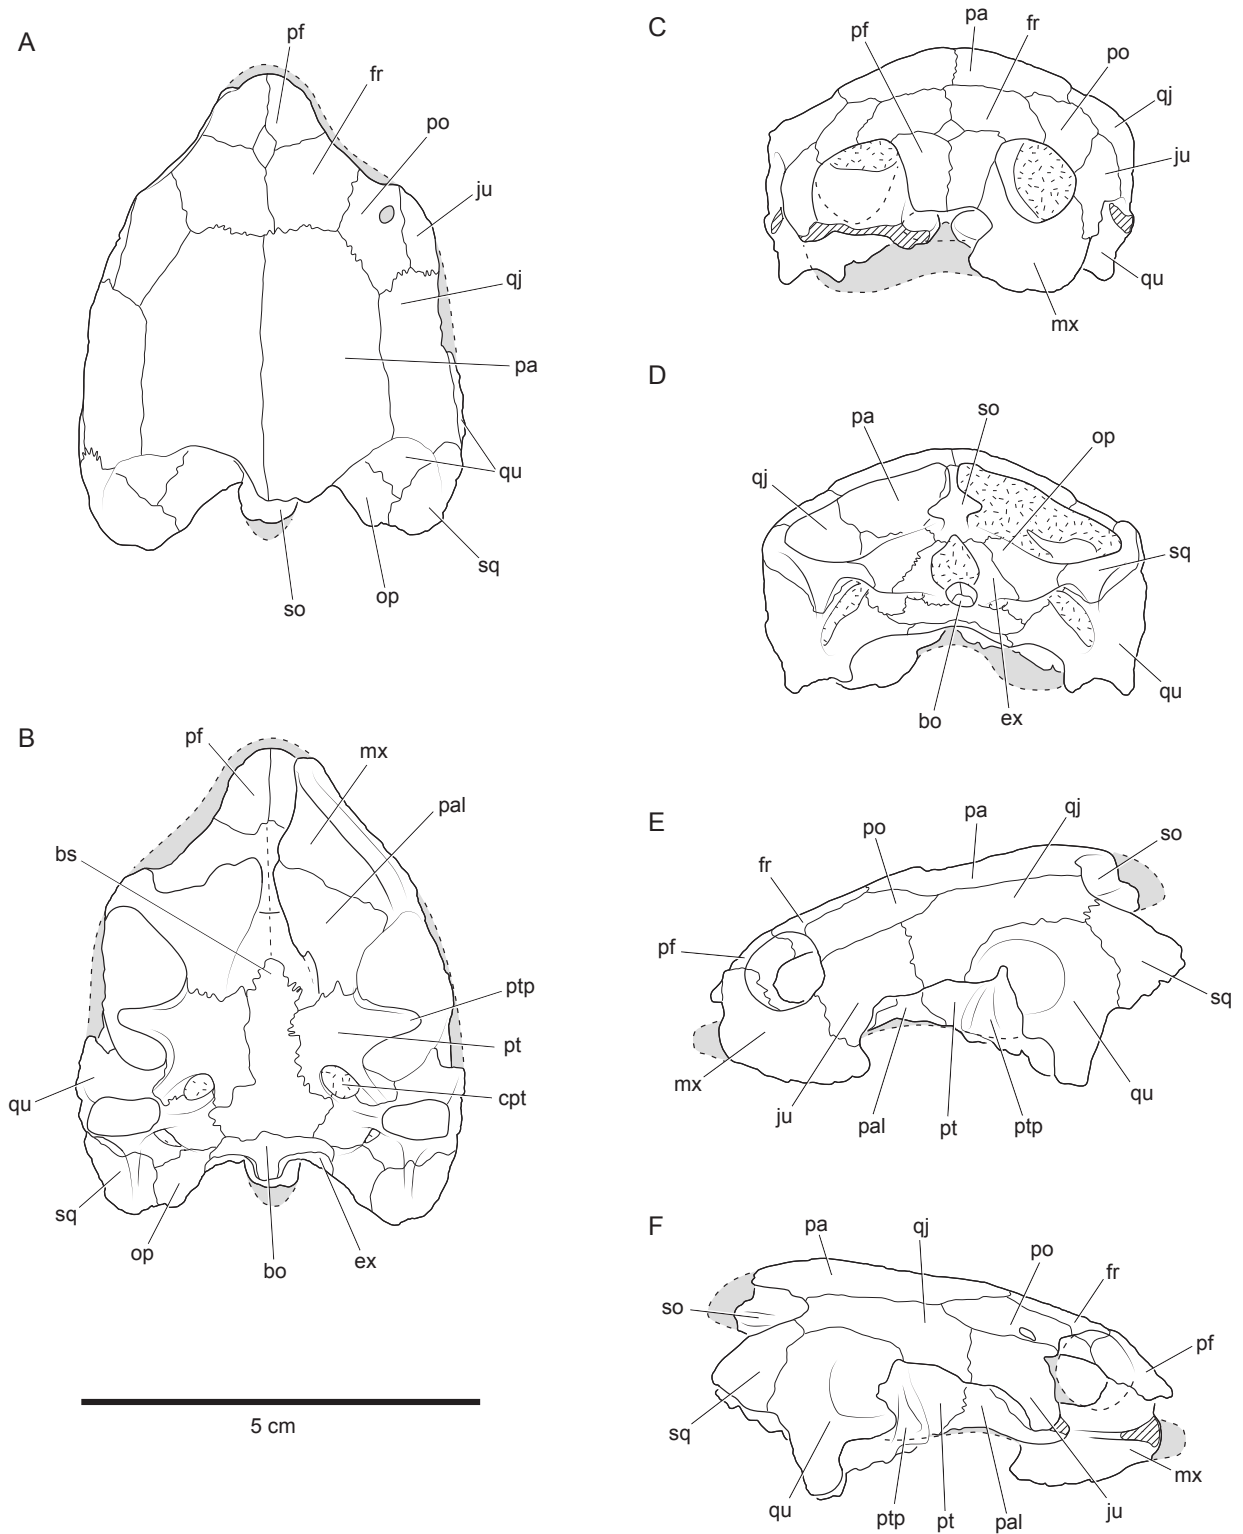 A
pf
fr
po
ju
qj
pa
qu
sq
op
so
B
pf
mx
pal
bs
ptp
pt
cpt
qu
sq
op
bo
ex
5 cm
C
pf
pa
fr
po
qj
ju
qu
mx
D
pa
so
op
qj
sq
qu
bo
ex
E
fr
po
pa
qj
so
pf
sq
mx
ju
pal
pt
ptp
qu
F
pa
qj
po
fr
so
pf
sq
mx
qu
ptp
pt
pal
ju